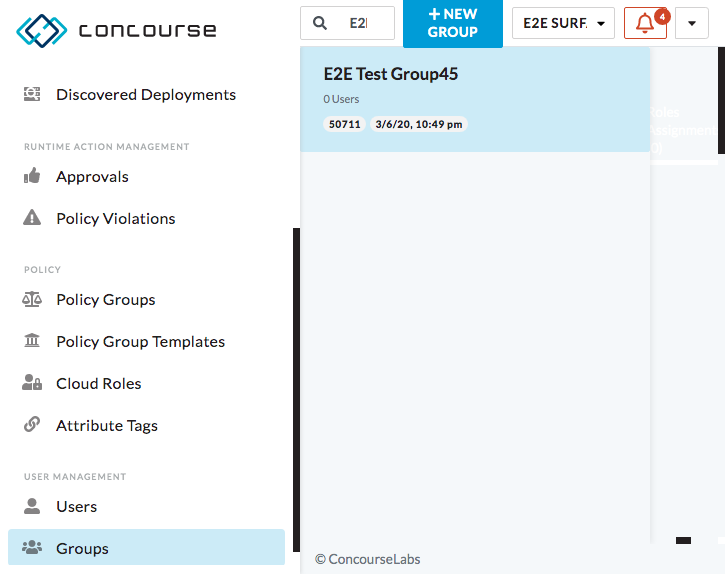 concourse
E2E
+ NEW GROUP
E2E SURF
4
Discovered Deployments
RUNTIME ACTION MANAGEMENT
Approvals
Policy Violations
POLICY
Policy Groups
Policy Group Templates
Cloud Roles
Attribute Tags
USER MANAGEMENT
Users
Groups
E2E Test Group45
0 Users
50711 3/6/20, 10:49 pm
Roles
Assignment
© ConcourseLabs